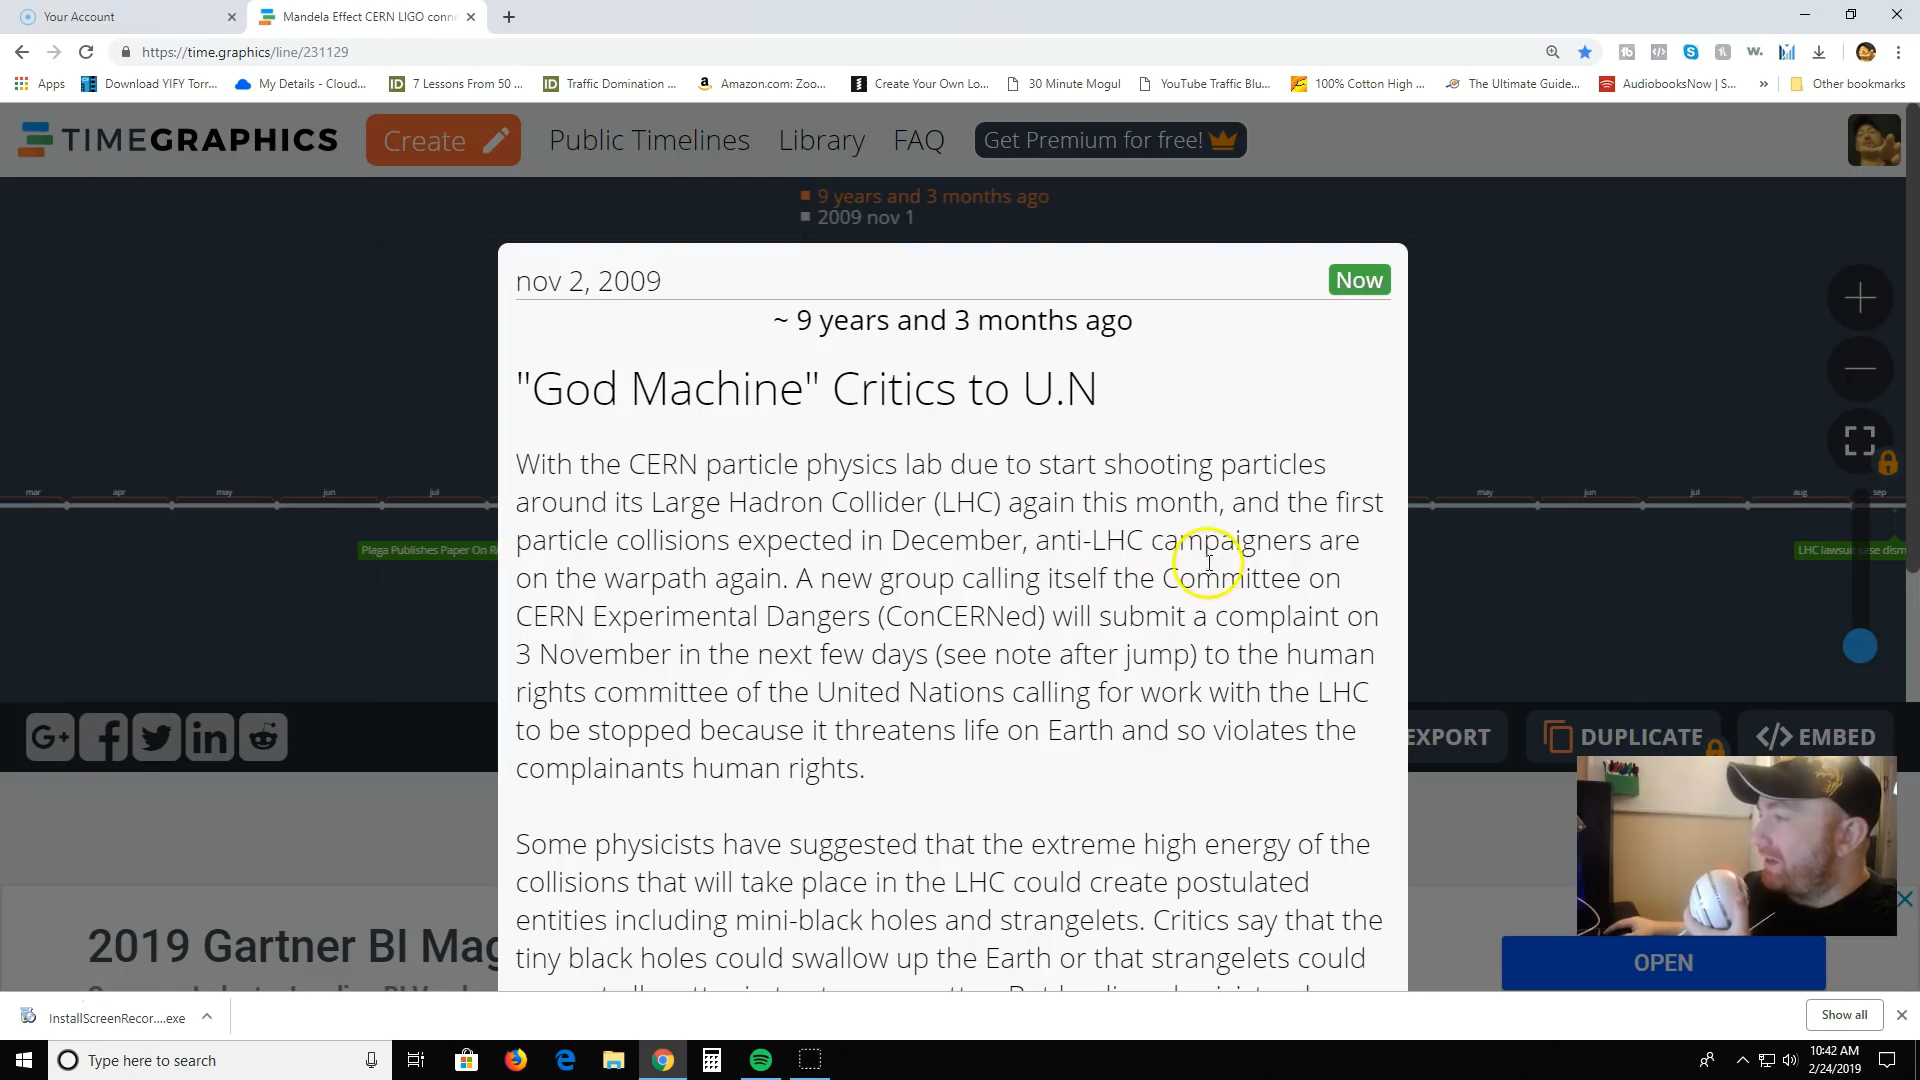 Your Account
Mandela Effect CERN LIGO conne
https://time.graphics/line/231129
Apps
Download YIFY Torr...
My Details - Cloud...
7 Lessons From 50 ...
Traffic Domination ...
Amazon.com: Zoo...
Create Your Own Lo...
30 Minute Mogul
YouTube Traffic Blu...
100% Cotton High ...
The Ultimate Guide...
AudiobooksNow | S...
Other bookmarks
TIMEGRAPHICS
Create
Public Timelines
Library
FAQ
Get Premium for free!
9 years and 3 months ago
2009 nov 1
nov 2, 2009
Now
~ 9 years and 3 months ago
"God Machine" Critics to U.N
With the CERN particle physics lab due to start shooting particles
around its Large Hadron Collider (LHC) again this month, and the first
particle collisions expected in December, anti-LHC campaigners are
on the warpath again. A new group calling itself the Committee on
CERN Experimental Dangers (ConCERNed) will submit a complaint on
3 November in the next few days (see note after jump) to the human
rights committee of the United Nations calling for work with the LHC
to be stopped because it threatens life on Earth and so violates the
complainants human rights.
Some physicists have suggested that the extreme high energy of the
collisions that will take place in the LHC could create postulated
entities including mini-black holes and strangelets. Critics say that the
tiny black holes could swallow up the Earth or that strangelets could
mar apr may jun jul
may jun jul aug sep
Plaga Publishes Paper On Ri
LHC lawsuit case dism
G+
EXPORT
DUPLICATE
</> EMBED
2019 Gartner BI Mag
OPEN
InstallScreenRecor....exe
Show all
Type here to search
10:42 AM
2/24/2019